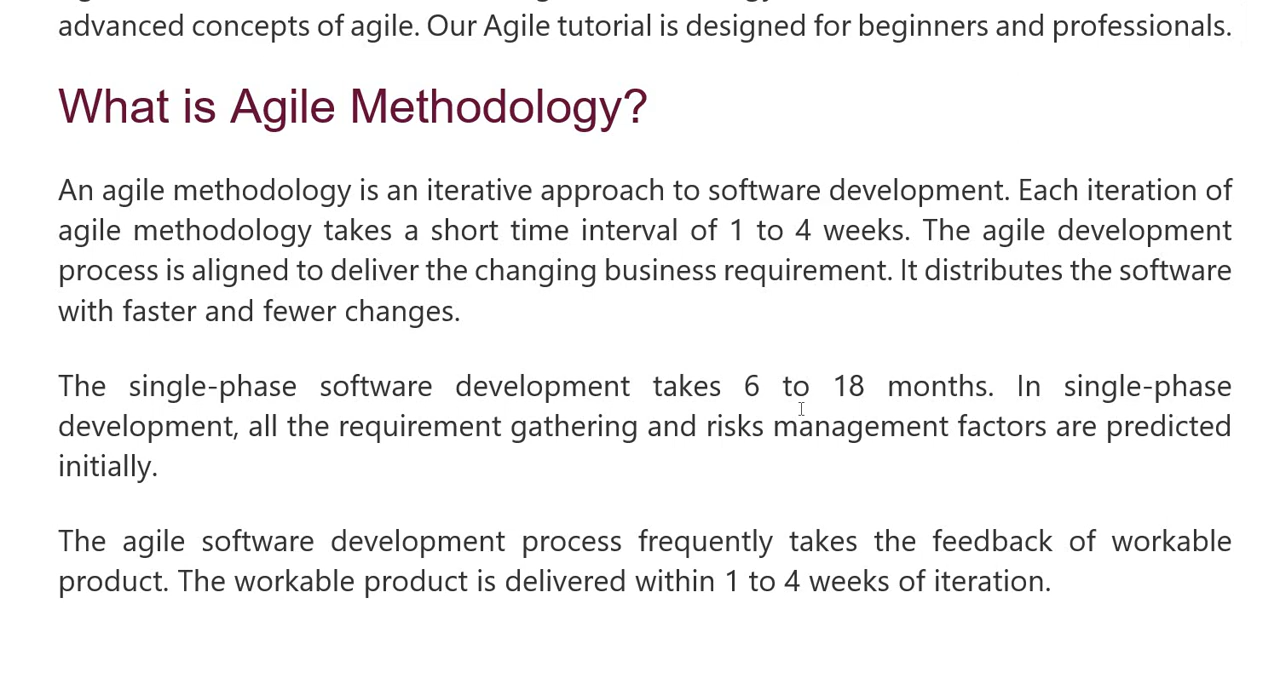 advanced concepts of agile. Our Agile tutorial is designed for beginners and professionals.
What is Agile Methodology?
An agile methodology is an iterative approach to software development. Each iteration of
agile methodology takes a short time interval of 1 to 4 weeks. The agile development
process is aligned to deliver the changing business requirement. It distributes the software
with faster and fewer changes.
The single-phase software development takes 6 to 18 months. In single-phase
development, all the requirement gathering and risks management factors are predicted
initially.
The agile software development process frequently takes the feedback of workable
product. The workable product is delivered within 1 to 4 weeks of iteration.